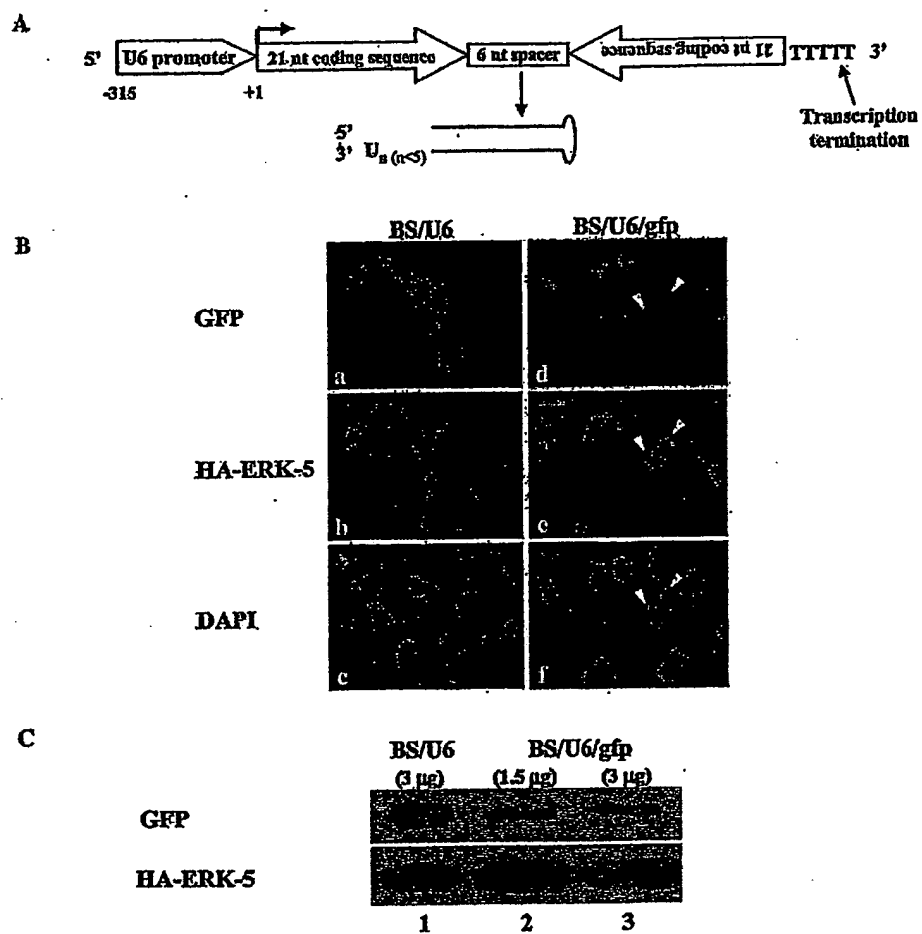 A
5' U6 promoter 21 nt coding sequence 6 nt spacer 21 nt coding sequence TTTTT 3'
-315 +1
Transcription termination
5'
3' Un (n<5)
B
BS/U6 BS/U6/gfp
GFP
a d
HA-ERK-5
b e
DAPI
c f
C
BS/U6 BS/U6/gfp
(3 µg) (1.5 µg) (3 µg)
GFP
HA-ERK-5
1 2 3